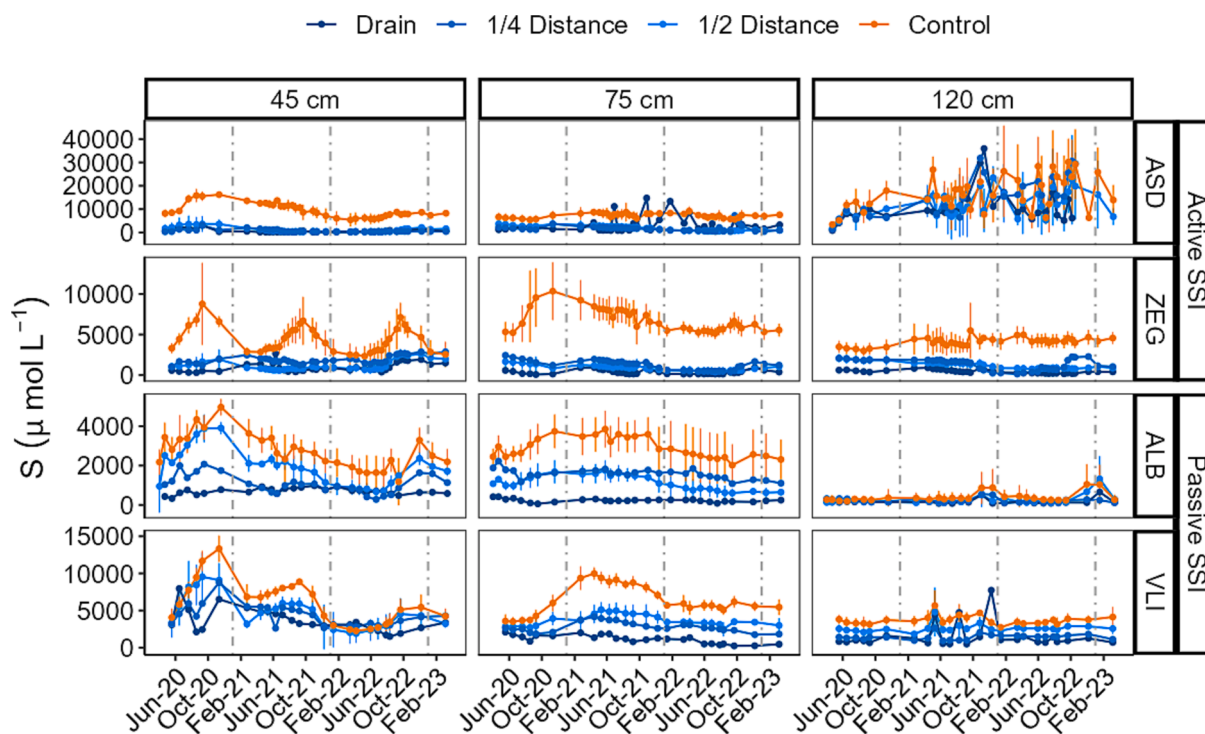 Drain 1/4 Distance 1/2 Distance Control
45 cm 75 cm 120 cm
S (µ mol L⁻¹)
40000
30000
20000
10000
0
ASD
Active SSI
10000
5000
0
ZEG
4000
2000
0
ALB
Passive SSI
15000
10000
5000
0
VLI
Jun-20 Oct-20 Feb-21 Jun-21 Oct-21 Feb-22 Jun-22 Oct-22 Feb-23
Jun-20 Oct-20 Feb-21 Jun-21 Oct-21 Feb-22 Jun-22 Oct-22 Feb-23
Jun-20 Oct-20 Feb-21 Jun-21 Oct-21 Feb-22 Jun-22 Oct-22 Feb-23